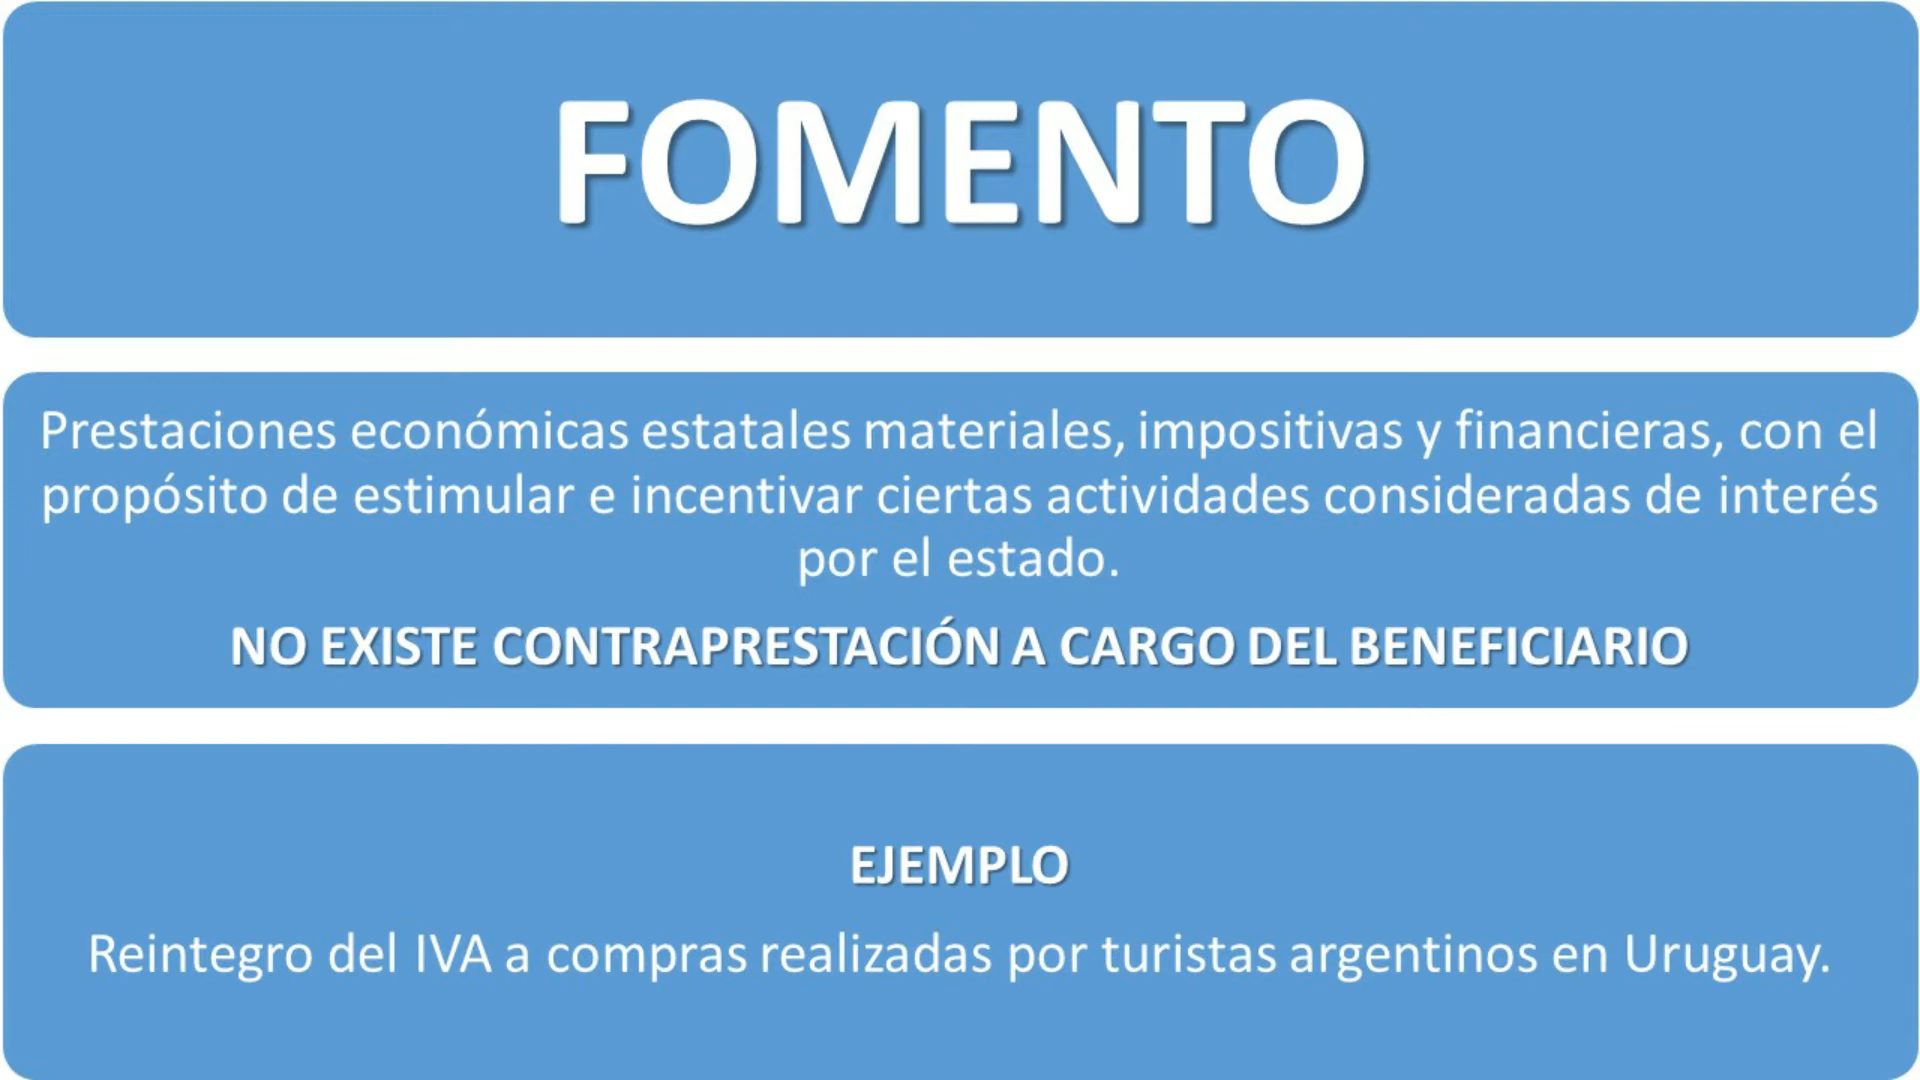 FOMENTO
Prestaciones económicas estatales materiales, impositivas y financieras, con el
propósito de estimular e incentivar ciertas actividades consideradas de interés
por el estado.
NO EXISTE CONTRAPRESTACIÓN A CARGO DEL BENEFICIARIO
EJEMPLO
Reintegro del IVA a compras realizadas por turistas argentinos en Uruguay.